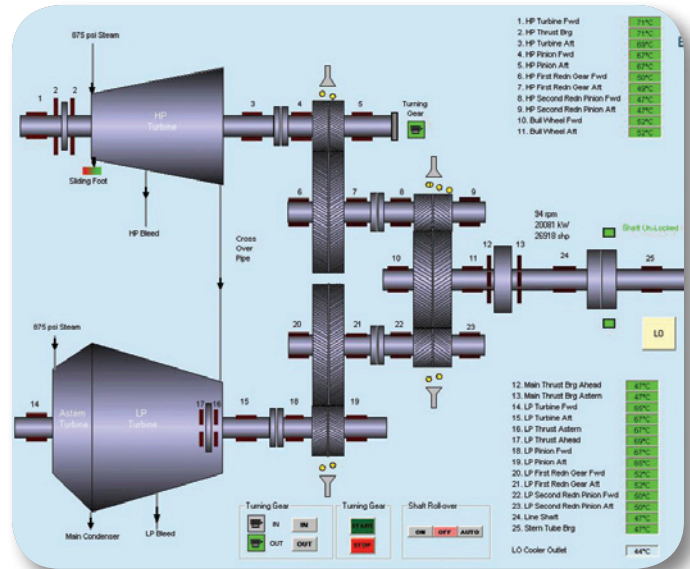 1. HP Turbine Fwd 71°C
2. HP Thrust Brg 71°C
3. HP Turbine Aft 69°C
4. HP Pinion Fwd 67°C
5. HP Pinion Aft 67°C
6. HP First Redn Gear Fwd 50°C
7. HP First Redn Gear Aft 49°C
8. HP Second Redn Pinion Fwd 47°C
9. HP Second Redn Pinion Aft 47°C
10. Bull Wheel Fwd 52°C
11. Bull Wheel Aft 52°C
675 psi Steam
1 2 2
HP
Turbine
3 4 5
Turning
Gear
Sliding Foot
HP Bleed
6 7 8 9
Cross
Over
Pipe
94 rpm
20081 kW
26918 shp
Shaft Un-Locked
10 11 12 13 24 25
LO
675 psi Steam
20 21 22 23
14
Astern
Turbine
LP
Turbine
17 16 15 18 19
Main Condenser
LP Bleed
12. Main Thrust Brg Ahead 47°C
13. Main Thrust Brg Astern 47°C
14. LP Turbine Fwd
15. LP Turbine Aft 67°C
16. LP Thrust Astern 67°C
17. LP Thrust Ahead 69°C
18. LP Pinion Fwd 67°C
19. LP Pinion Aft
20. LP First Redn Gear Fwd 52°C
21. LP First Redn Gear Aft 52°C
22. LP Second Redn Pinion Fwd 50°C
23. LP Second Redn Pinion Aft 50°C
24. Line Shaft 47°C
25. Stern Tube Brg 47°C
LO Cooler Outlet 44°C
Turning Gear
IN IN
OUT OUT
Turning Gear
START
STOP
Shaft Roll-over
ON OFF AUTO